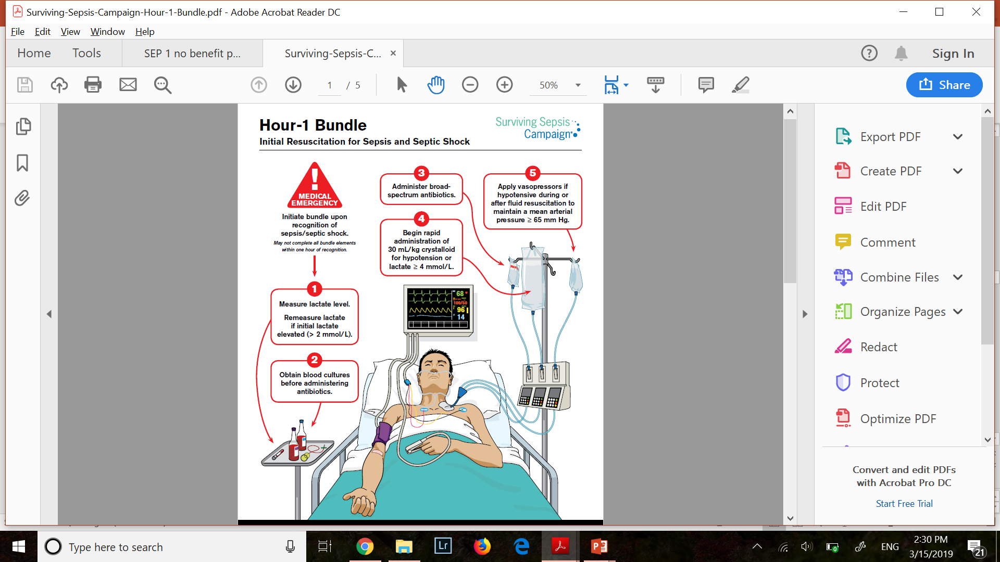 Surviving-Sepsis-Campaign-Hour-1-Bundle.pdf - Adobe Acrobat Reader DC
File Edit View Window Help
Home Tools SEP 1 no benefit p... Surviving-Sepsis-C... × Sign In
1 / 5 50% Share
Hour-1 Bundle
Initial Resuscitation for Sepsis and Septic Shock
Surviving Sepsis
Campaign
!
MEDICAL
EMERGENCY
Initiate bundle upon
recognition of
sepsis/septic shock.
May not complete all bundle elements
within one hour of recognition.
1
Measure lactate level.
Remeasure lactate
if initial lactate
elevated (> 2 mmol/L).
2
Obtain blood cultures
before administering
antibiotics.
3
Administer broad-
spectrum antibiotics.
4
Begin rapid
administration of
30 mL/kg crystalloid
for hypotension or
lactate ≥ 4 mmol/L.
5
Apply vasopressors if
hypotensive during or
after fluid resuscitation to
maintain a mean arterial
pressure ≥ 65 mm Hg.
68
100/50
96
14
Export PDF
Create PDF
Edit PDF
Comment
Combine Files
Organize Pages
Redact
Protect
Optimize PDF
Convert and edit PDFs
with Acrobat Pro DC
Start Free Trial
Type here to search
Lr
ENG
2:30 PM
3/15/2019
21